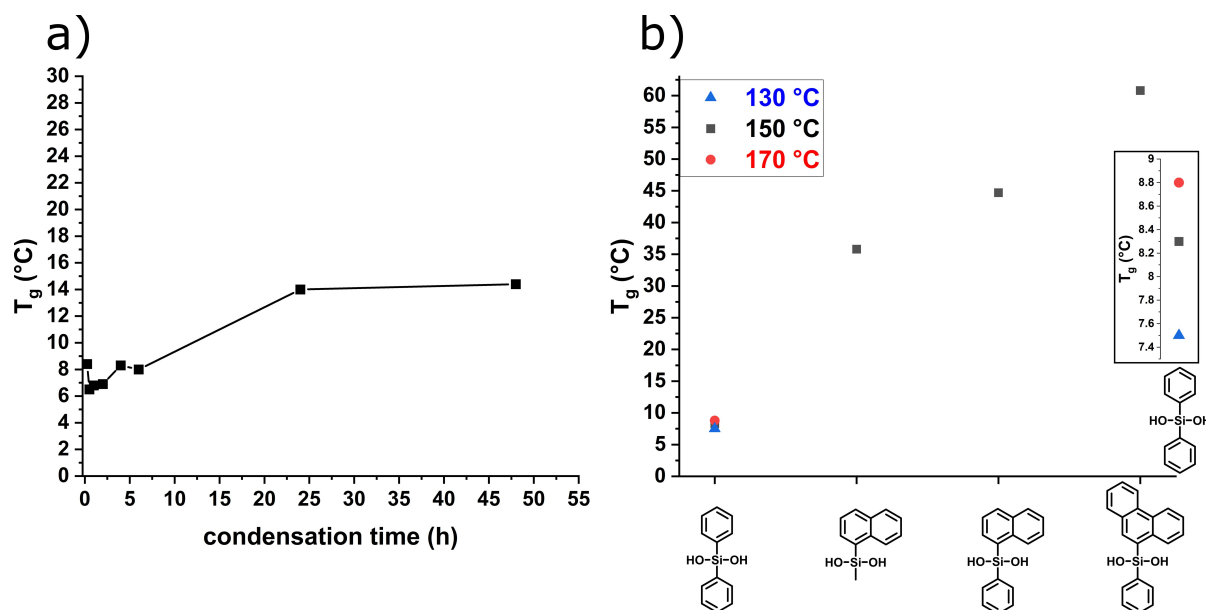 a)
30
28
26
24
22
20
18
16
14
12
10
8
6
4
2
0
T_g (°C)
0 5 10 15 20 25 30 35 40 45 50 55
condensation time (h)
b)
130 °C
150 °C
170 °C
60
55
50
45
40
35
30
25
20
15
10
5
0
T_g (°C)
9
8.8
8.6
8.4
8.2
8
7.8
7.6
7.4
T_g (°C)
HO-Si-OH
HO-Si-OH
HO-Si-OH
HO-Si-OH
HO-Si-OH